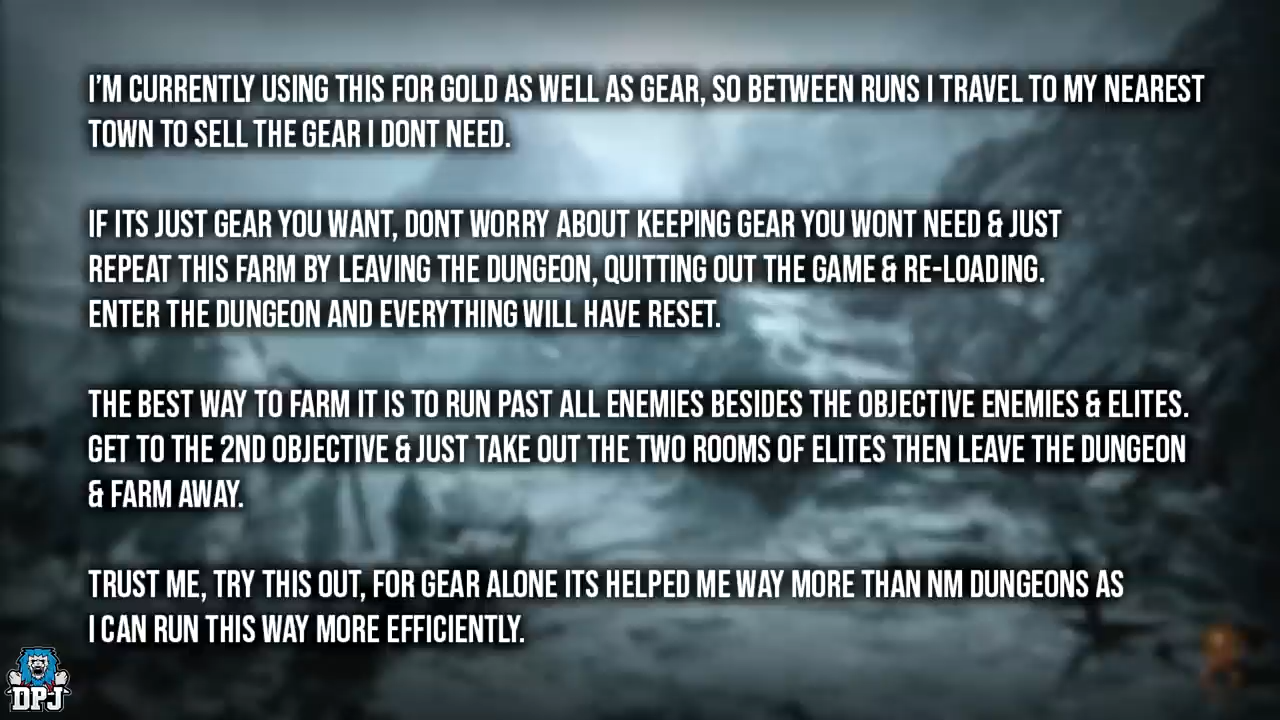 I'M CURRENTLY USING THIS FOR GOLD AS WELL AS GEAR, SO BETWEEN RUNS I TRAVEL TO MY NEAREST
TOWN TO SELL THE GEAR I DONT NEED.
IF ITS JUST GEAR YOU WANT, DONT WORRY ABOUT KEEPING GEAR YOU WONT NEED & JUST
REPEAT THIS FARM BY LEAVING THE DUNGEON, QUITTING OUT THE GAME & RE-LOADING.
ENTER THE DUNGEON AND EVERYTHING WILL HAVE RESET.
THE BEST WAY TO FARM IT IS TO RUN PAST ALL ENEMIES BESIDES THE OBJECTIVE ENEMIES & ELITES.
GET TO THE 2ND OBJECTIVE & JUST TAKE OUT THE TWO ROOMS OF ELITES THEN LEAVE THE DUNGEON
& FARM AWAY.
TRUST ME, TRY THIS OUT, FOR GEAR ALONE ITS HELPED ME WAY MORE THAN NM DUNGEONS AS
I CAN RUN THIS WAY MORE EFFICIENTLY.
DPJ